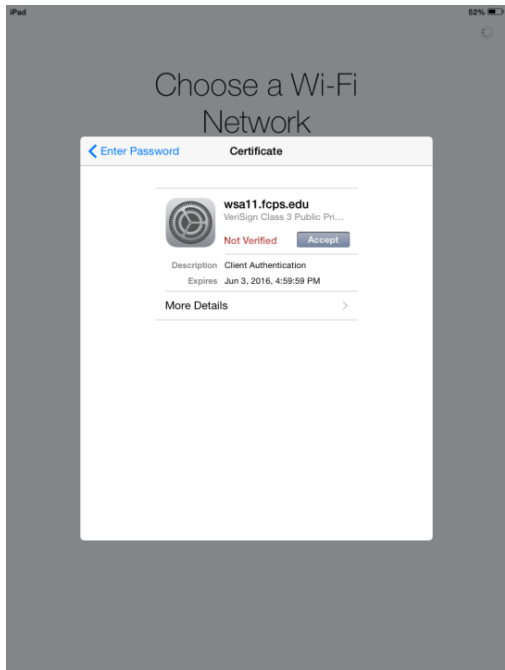 iPad
52%
Choose a Wi-Fi
Network
Enter Password
Certificate
wsa11.fcps.edu
VeriSign Class 3 Public Pri...
Not Verified
Accept
Description Client Authentication
Expires Jun 3, 2016, 4:59:59 PM
More Details